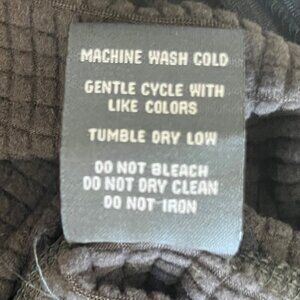 MACHINE WASH COLD
GENTLE CYCLE WITH
LIKE COLORS
TUMBLE DRY LOW
DO NOT BLEACH
DO NOT DRY CLEAN
DO NOT IRON